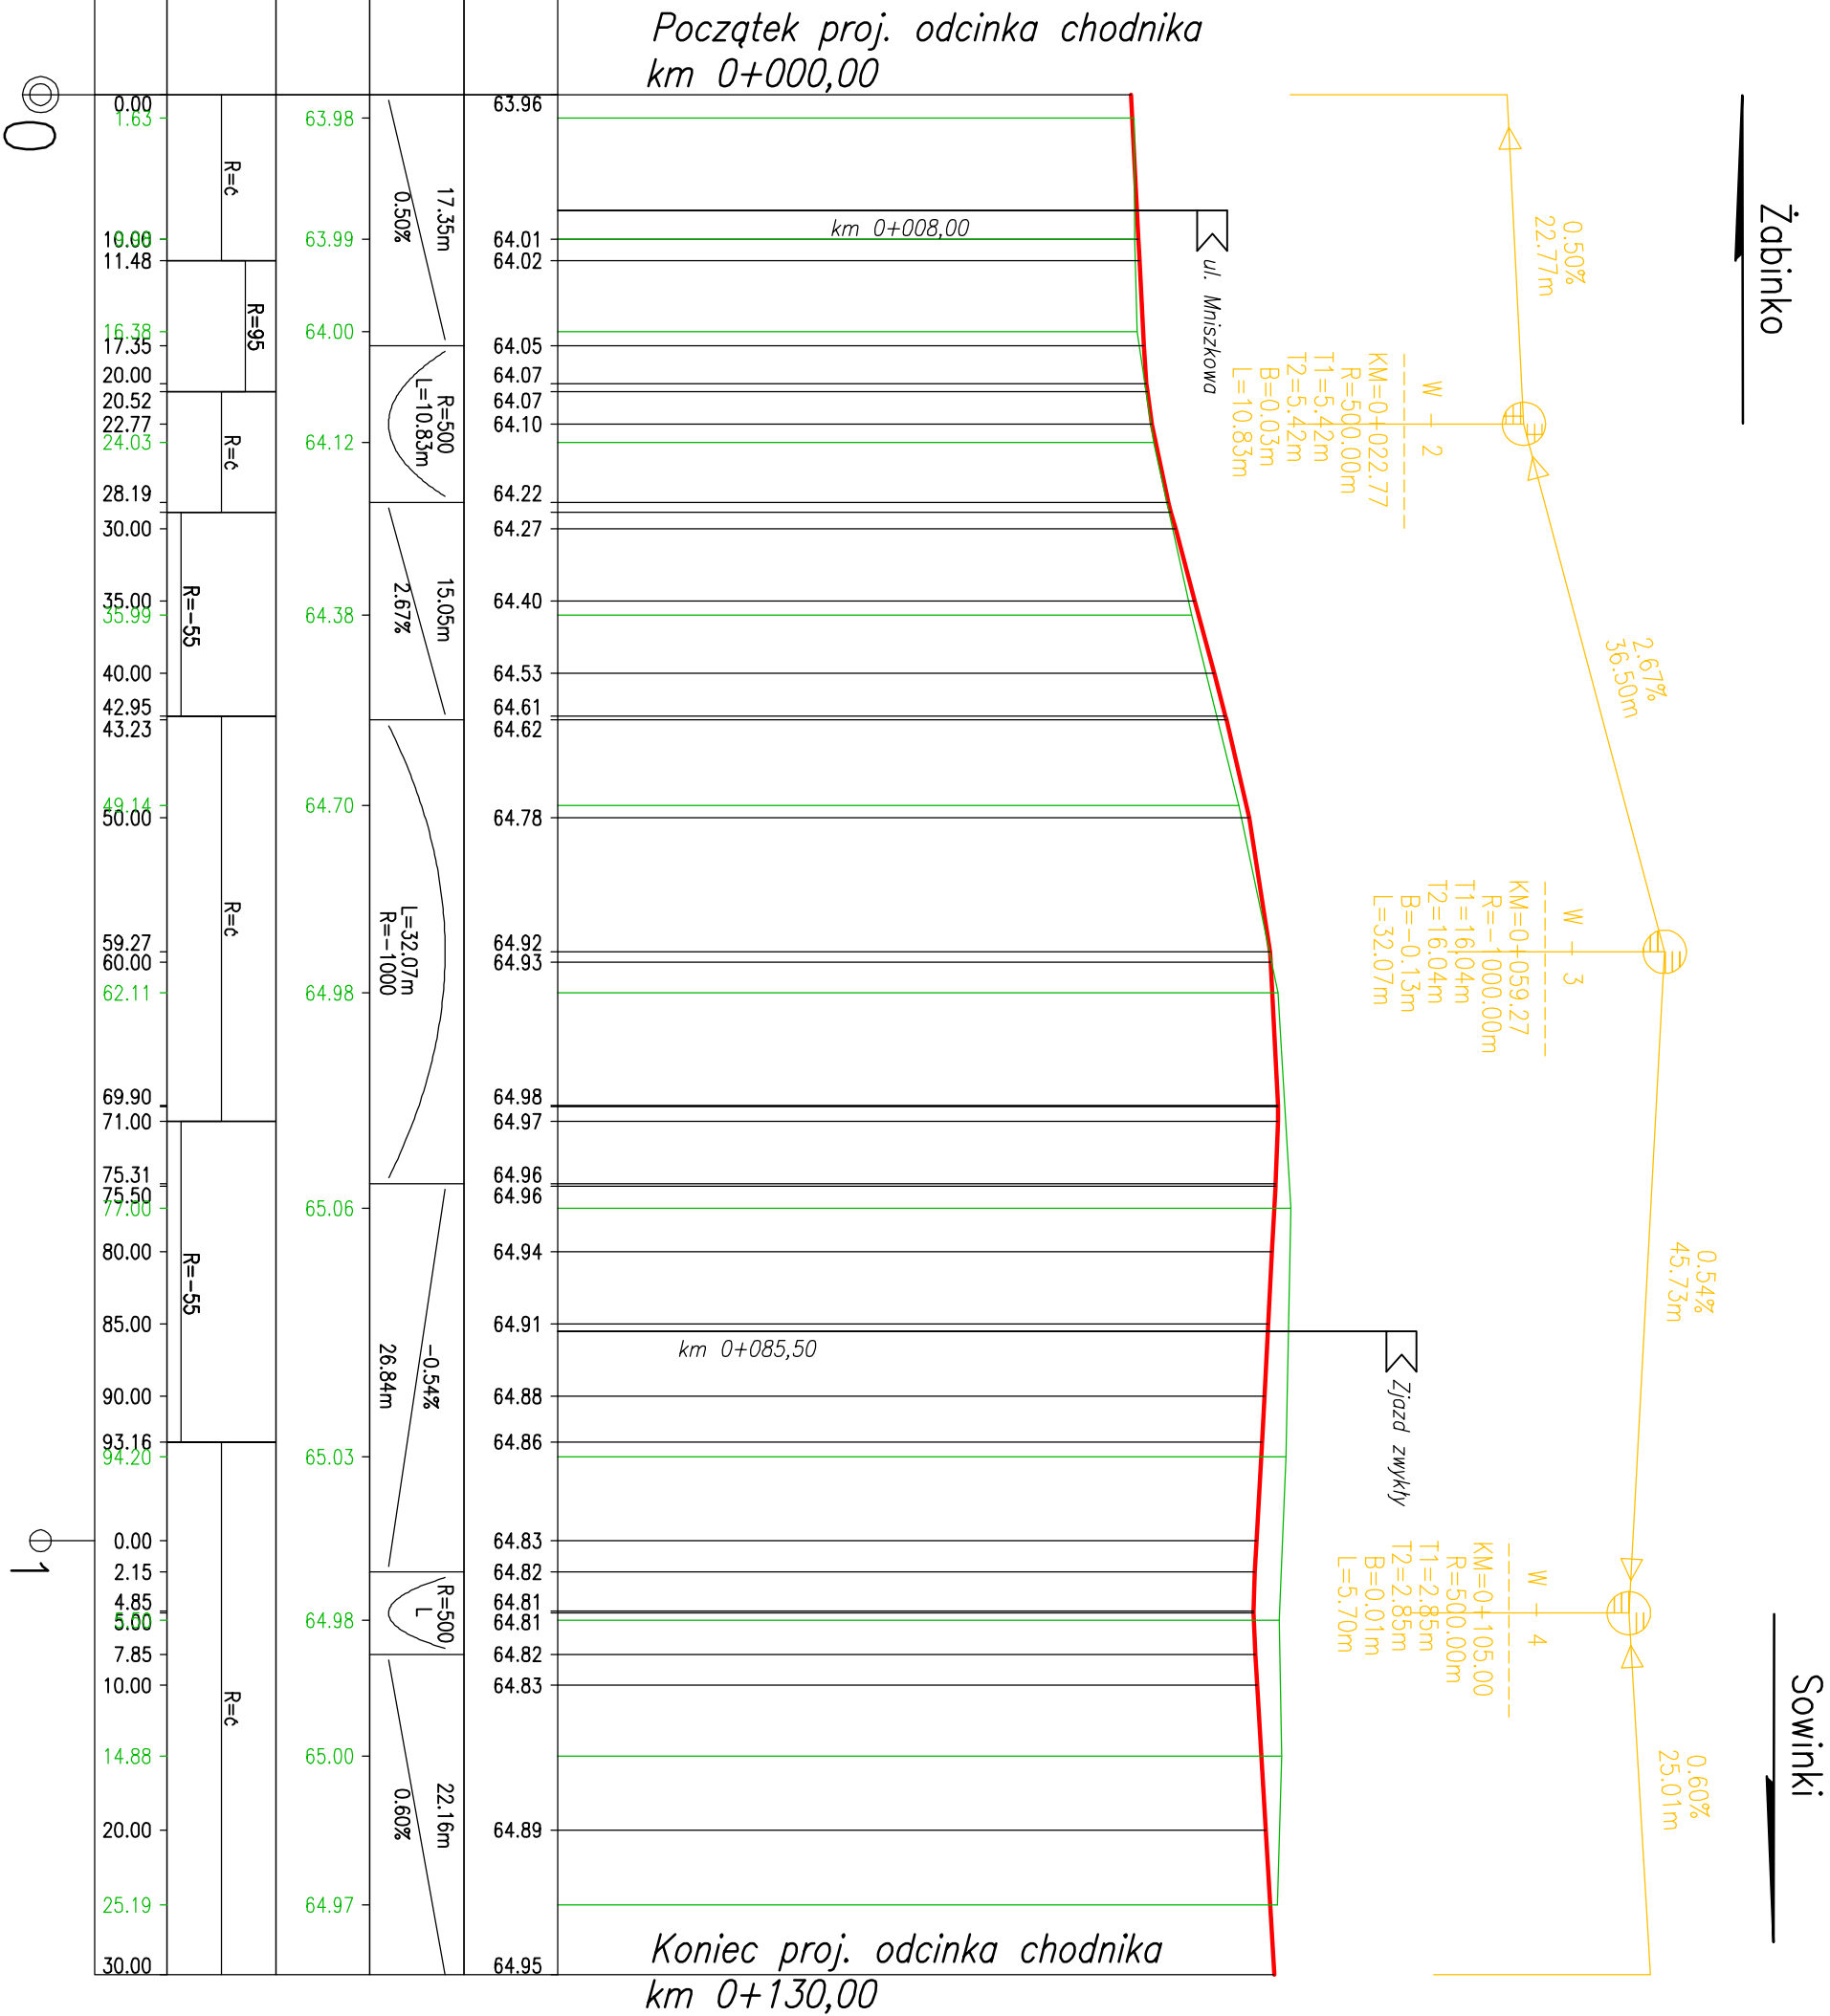 Początek proj. odcinka chodnika
km 0+000,00
Żabinko
Sowinki
0.50%
22.77m
2.67%
36.50m
0.54%
45.73m
0.60%
25.01m
W - 2
KM=0+022.77
R=500.00m
T1=5.42m
T2=5.42m
B=0.03m
L=10.83m
W - 3
KM=0+059.27
R=-1000.00m
T1=16.04m
T2=16.04m
B=-0.13m
L=32.07m
W - 4
KM=0+105.00
R=500.00m
T1=2.85m
T2=2.85m
B=0.01m
L=5.70m
ul. Mniszkowa
km 0+008,00
Zjazd zwykły
km 0+085,50
63.96
64.01
64.02
64.05
64.07
64.07
64.10
64.22
64.27
64.40
64.53
64.61
64.62
64.78
64.92
64.93
64.98
64.97
64.96
64.96
64.94
64.91
64.88
64.86
64.83
64.82
64.81
64.81
64.82
64.83
64.89
64.95
17.35m
0.50%
R=500
L=10.83m
15.05m
2.67%
L=32.07m
R=-1000
-0.54%
26.84m
R=500
L
22.16m
0.60%
63.98
63.99
64.00
64.12
64.38
64.70
64.98
65.06
65.03
64.98
65.00
64.97
R=ć
R=95
R=ć
R=-55
R=ć
R=-55
R=ć
0.00
1.63
10.00
11.48
16.38
17.35
20.00
20.52
22.77
24.03
28.19
30.00
35.00
35.99
40.00
42.95
43.23
49.14
50.00
59.27
60.00
62.11
69.90
71.00
75.31
75.50
77.00
80.00
85.00
90.00
93.16
94.20
0.00
2.15
4.85
5.00
7.85
10.00
14.88
20.00
25.19
30.00
0
1
Koniec proj. odcinka chodnika
km 0+130,00